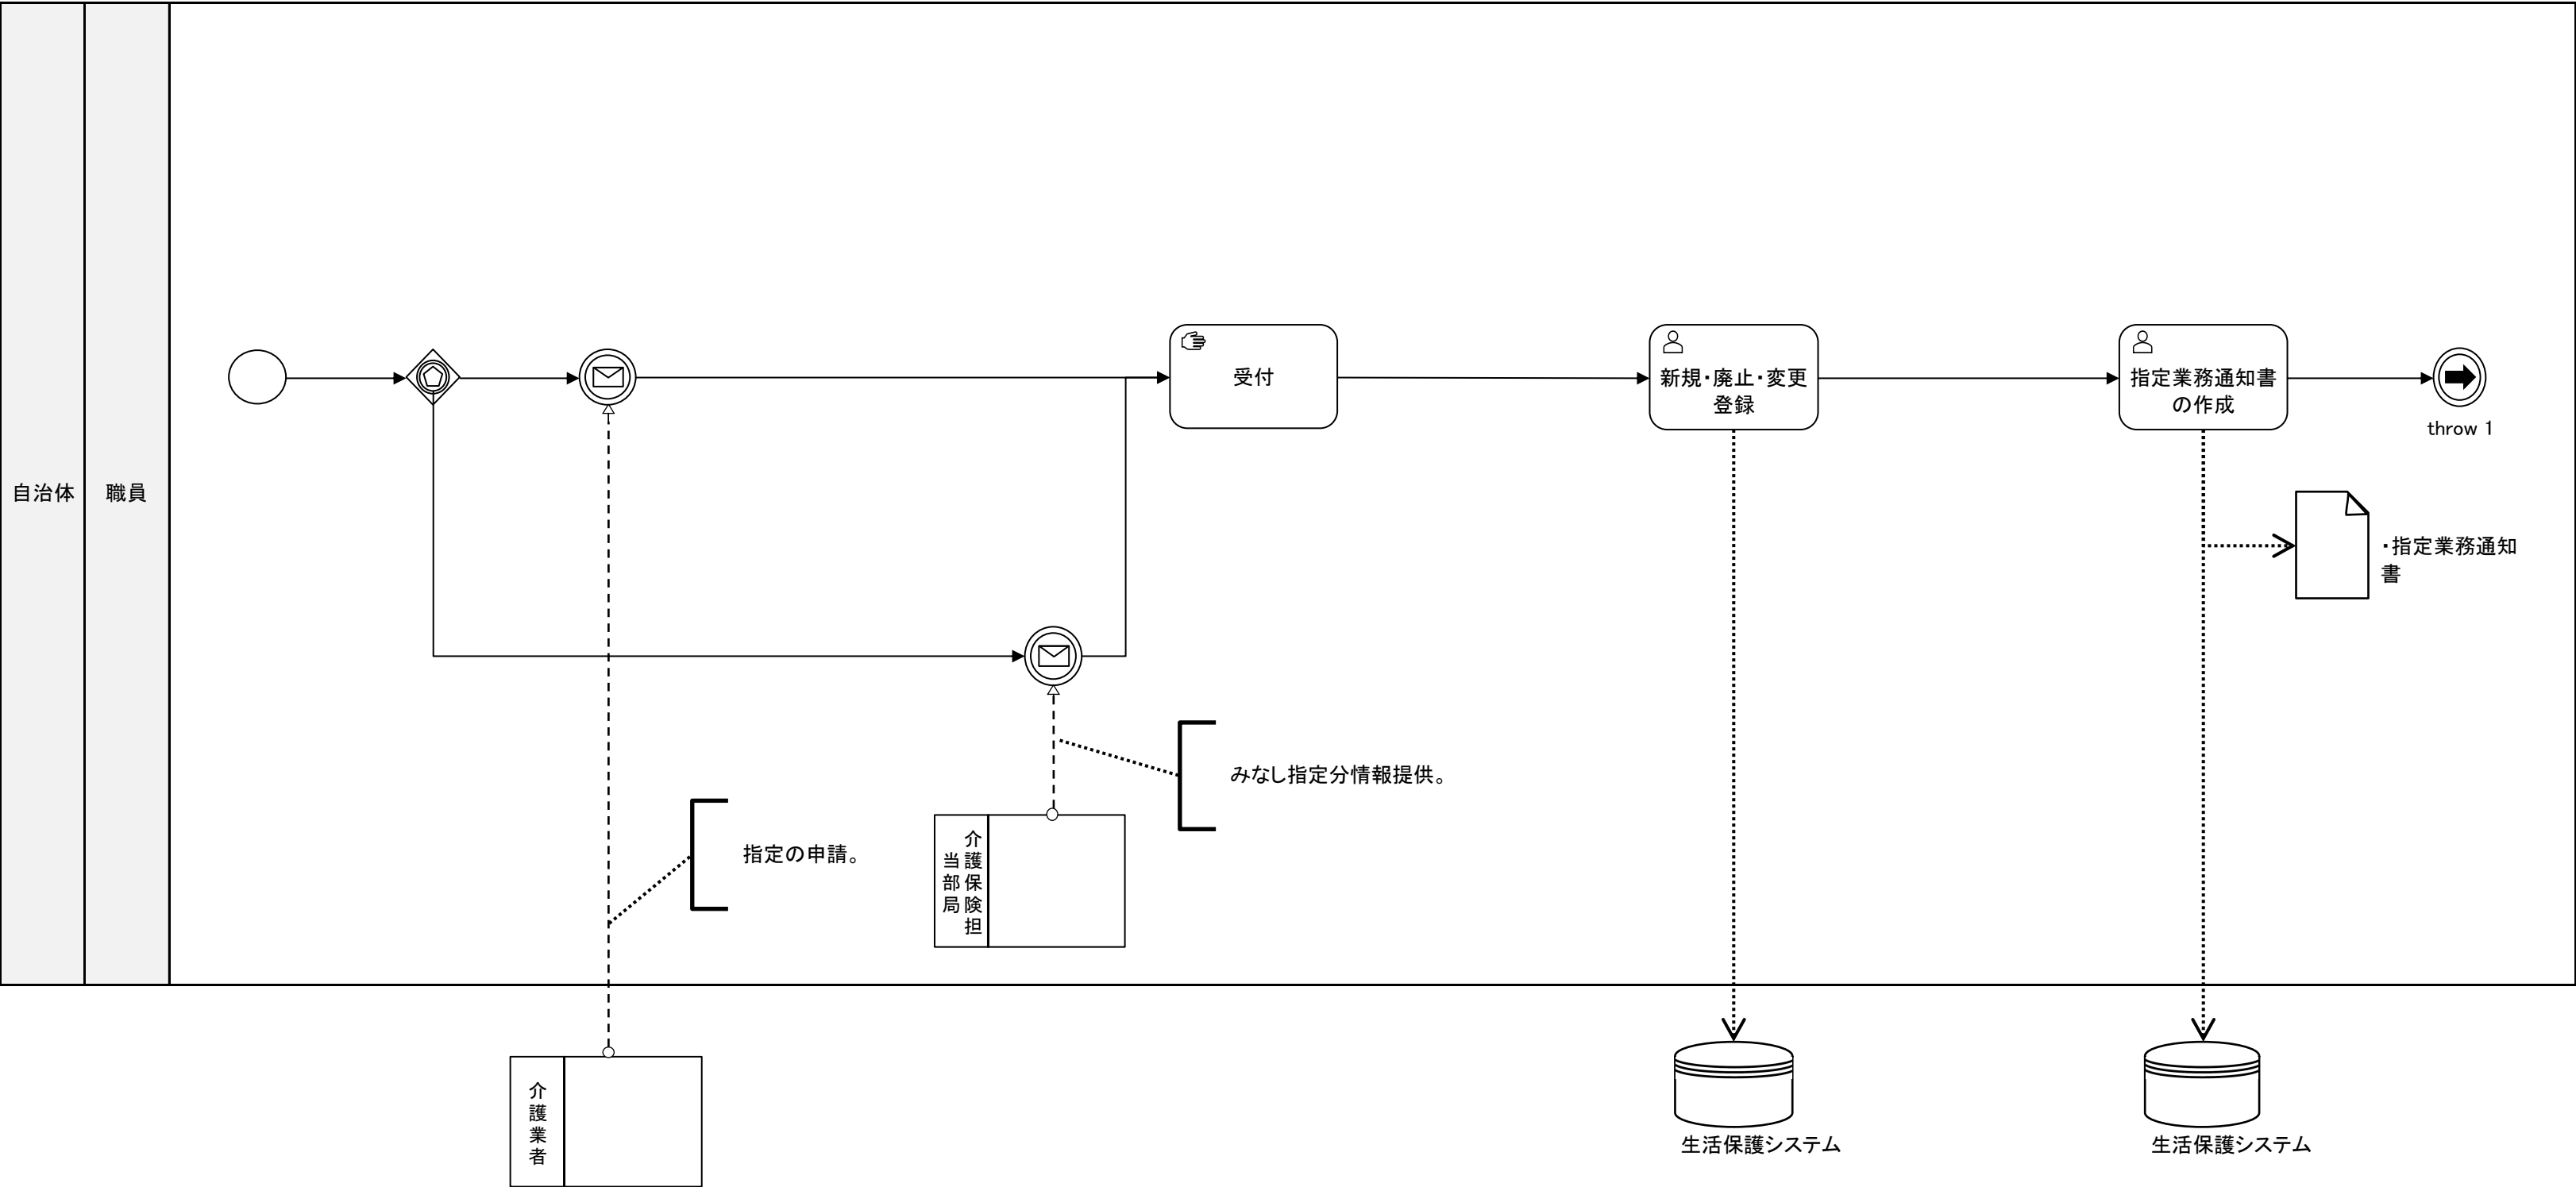 自治体
職員
受付
新規・廃止・変更
登録
指定業務通知書
の作成
throw 1
・指定業務通知
書
みなし指定分情報提供。
指定の申請。
介護保険担
当部局
介護業者
生活保護システム
生活保護システム